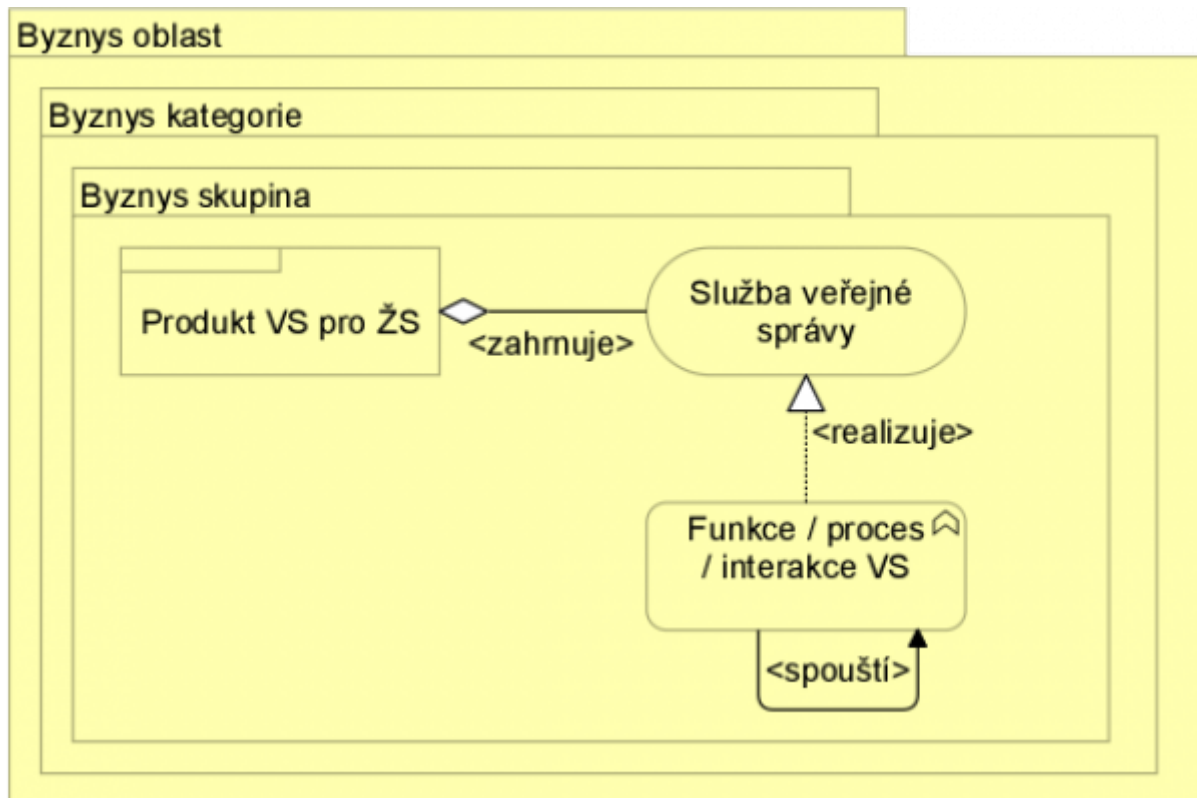 Byznys oblast
Byznys kategorie
Byznys skupina
Produkt VS pro ŽS
<zahrnuje>
Služba veřejné
správy
<realizuje>
Funkce / proces
/ interakce VS
<spouští>